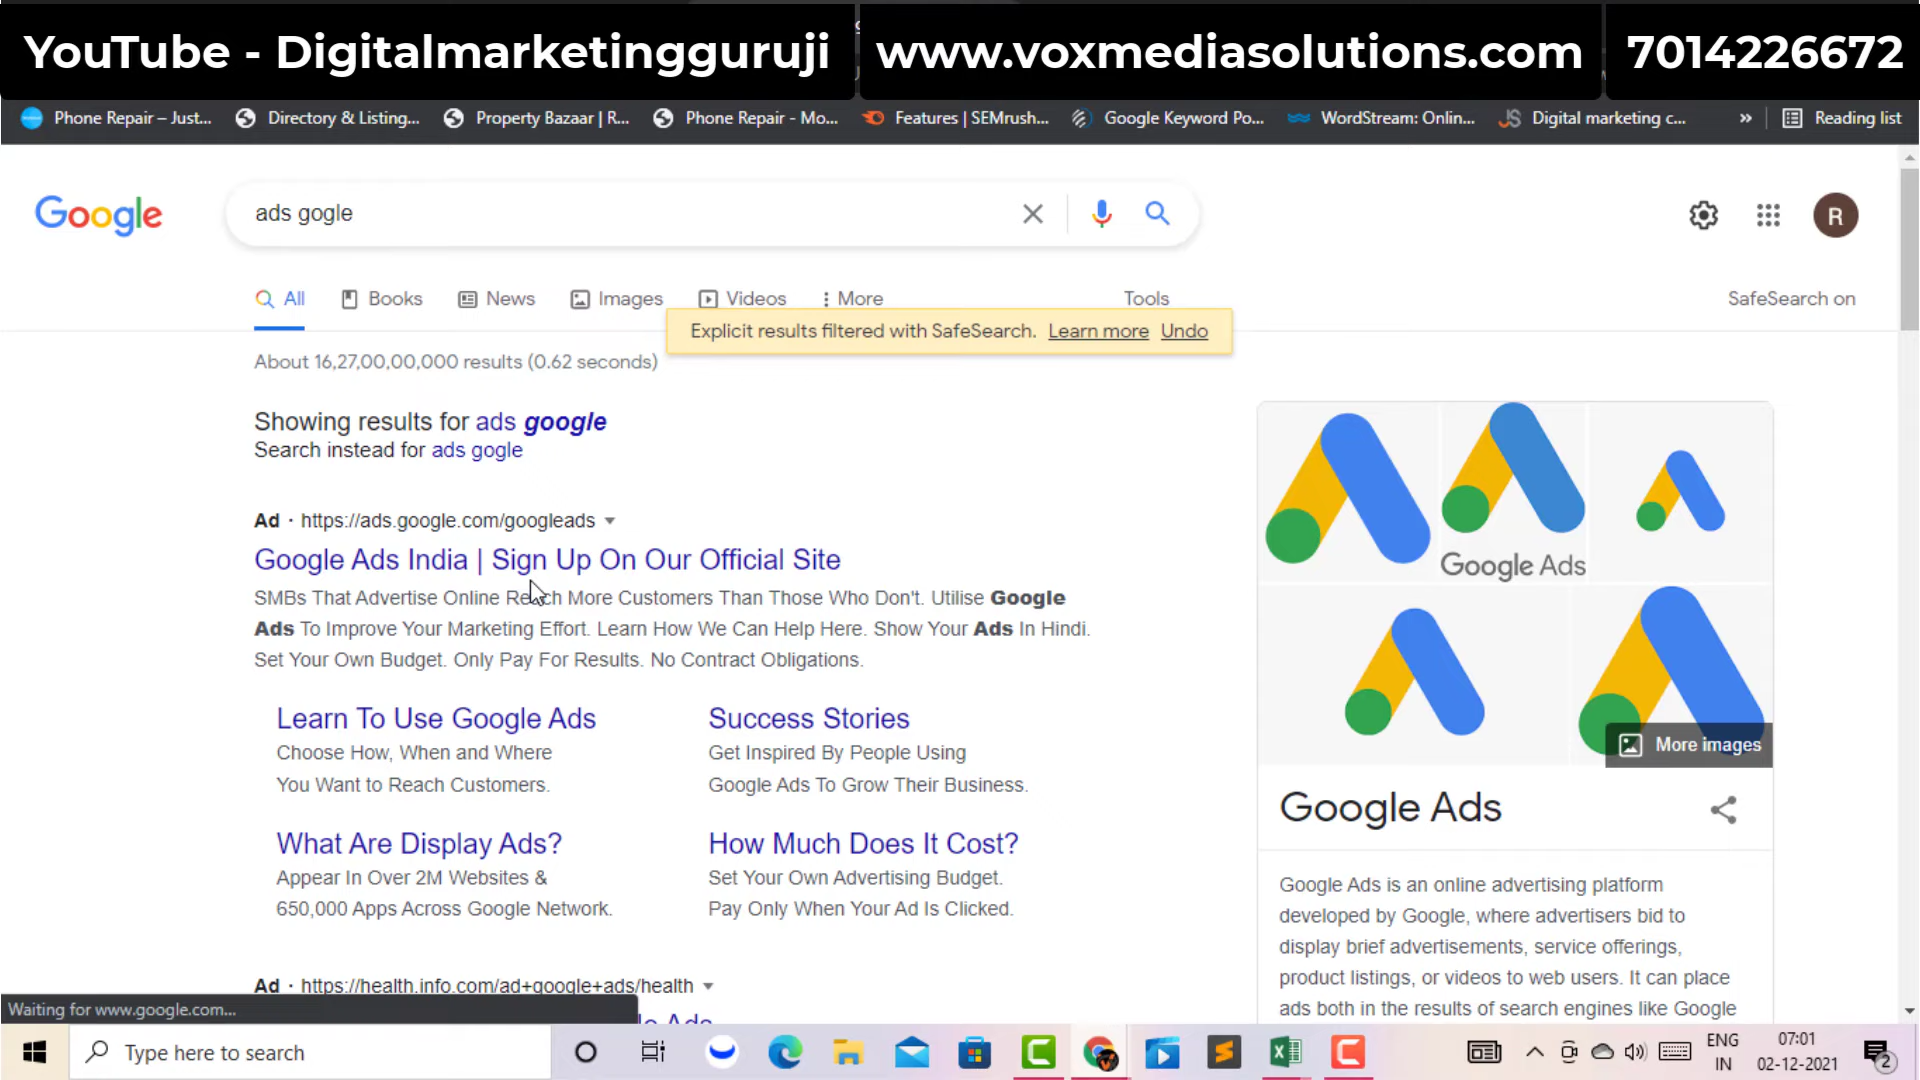 YouTube - Digitalmarketingguruji
www.voxmediasolutions.com
7014226672
Phone Repair – Just...
Directory & Listing...
Property Bazaar | R...
Phone Repair - Mo...
Features | SEMrush...
Google Keyword Po...
WordStream: Onlin...
Digital marketing c...
»
Reading list
Google
ads gogle
R
All
Books
News
Images
Videos
More
Tools
SafeSearch on
Explicit results filtered with SafeSearch. Learn more Undo
About 16,27,00,00,000 results (0.62 seconds)
Showing results for ads google
Search instead for ads gogle
Ad · https://ads.google.com/googleads
Google Ads India | Sign Up On Our Official Site
SMBs That Advertise Online Reach More Customers Than Those Who Don't. Utilise Google
Ads To Improve Your Marketing Effort. Learn How We Can Help Here. Show Your Ads In Hindi.
Set Your Own Budget. Only Pay For Results. No Contract Obligations.
Learn To Use Google Ads
Choose How, When and Where
You Want to Reach Customers.
Success Stories
Get Inspired By People Using
Google Ads To Grow Their Business.
What Are Display Ads?
Appear In Over 2M Websites &
650,000 Apps Across Google Network.
How Much Does It Cost?
Set Your Own Advertising Budget.
Pay Only When Your Ad Is Clicked.
Ad · https://health.info.com/ad+google+ads/health
Google Ads
More images
Google Ads
Google Ads is an online advertising platform
developed by Google, where advertisers bid to
display brief advertisements, service offerings,
product listings, or videos to web users. It can place
ads both in the results of search engines like Google
Waiting for www.google.com...
Type here to search
ENG
IN
07:01
02-12-2021
2